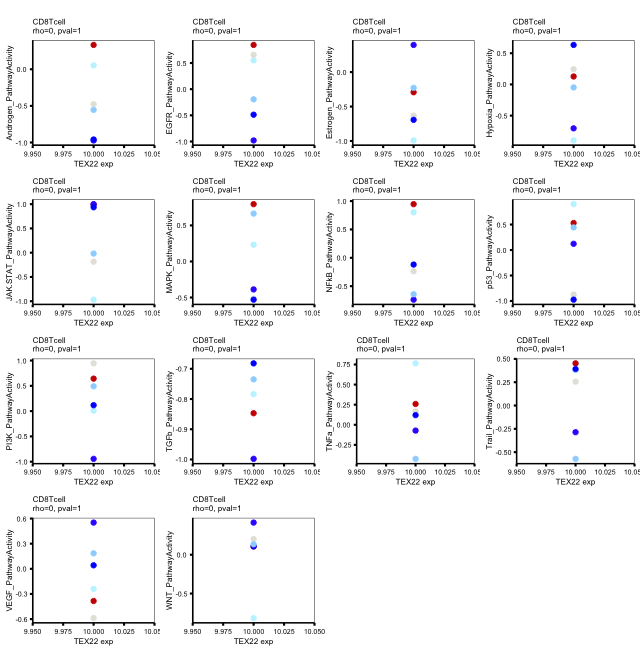 CD8Tcell
rho=0, pval=1
Androgen_PathwayActivity
0.0
-0.5
-1.0
9.950 9.975 10.000 10.025 10.05
TEX22 exp
CD8Tcell
rho=0, pval=1
EGFR_PathwayActivity
0.5
0.0
-0.5
-1.0
9.950 9.975 10.000 10.025 10.05
TEX22 exp
CD8Tcell
rho=0, pval=1
Estrogen_PathwayActivity
0.0
-0.5
-1.0
9.950 9.975 10.000 10.025 10.05
TEX22 exp
CD8Tcell
rho=0, pval=1
Hypoxia_PathwayActivity
0.5
0.0
-0.5
9.950 9.975 10.000 10.025 10.05
TEX22 exp
CD8Tcell
rho=0, pval=1
JAK.STAT_PathwayActivity
1.0
0.5
0.0
-0.5
-1.0
9.950 9.975 10.000 10.025 10.05
TEX22 exp
CD8Tcell
rho=0, pval=1
MAPK_PathwayActivity
0.5
0.0
-0.5
9.950 9.975 10.000 10.025 10.05
TEX22 exp
CD8Tcell
rho=0, pval=1
NFkB_PathwayActivity
1.0
0.5
0.0
-0.5
9.950 9.975 10.000 10.025 10.05
TEX22 exp
CD8Tcell
rho=0, pval=1
p53_PathwayActivity
0.5
0.0
-0.5
-1.0
9.950 9.975 10.000 10.025 10.05
TEX22 exp
CD8Tcell
rho=0, pval=1
PI3K_PathwayActivity
1.0
0.5
0.0
-0.5
-1.0
9.950 9.975 10.000 10.025 10.05
TEX22 exp
CD8Tcell
rho=0, pval=1
TGFb_PathwayActivity
-0.7
-0.8
-0.9
-1.0
9.950 9.975 10.000 10.025 10.05
TEX22 exp
CD8Tcell
rho=0, pval=1
TNFa_PathwayActivity
0.75
0.50
0.25
0.00
-0.25
9.950 9.975 10.000 10.025 10.0
TEX22 exp
CD8Tcell
rho=0, pval=1
Trail_PathwayActivity
0.50
0.25
0.00
-0.25
-0.50
9.950 9.975 10.000 10.025 10.0
TEX22 exp
CD8Tcell
rho=0, pval=1
VEGF_PathwayActivity
0.6
0.3
0.0
-0.3
-0.6
9.950 9.975 10.000 10.025 10.05
TEX22 exp
CD8Tcell
rho=0, pval=1
WNT_PathwayActivity
0.0
-0.5
9.950 9.975 10.000 10.025 10.050
TEX22 exp